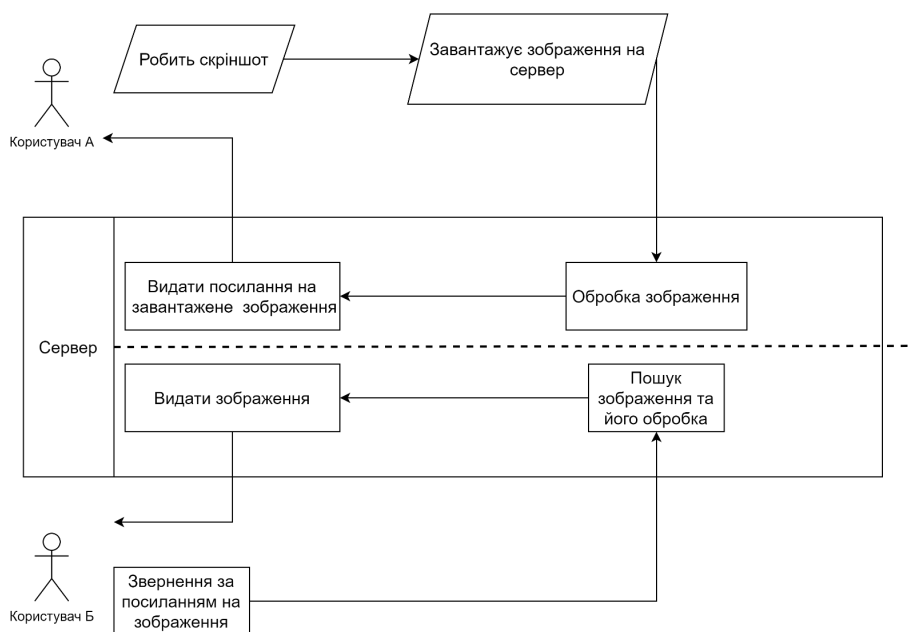 Робить скріншот
Завантажує зображення на
сервер
Користувач А
Видати посилання на
завантажене зображення
Обробка зображення
Сервер
Видати зображення
Пошук
зображення та
його обробка
Користувач Б
Звернення за
посиланням на
зображення